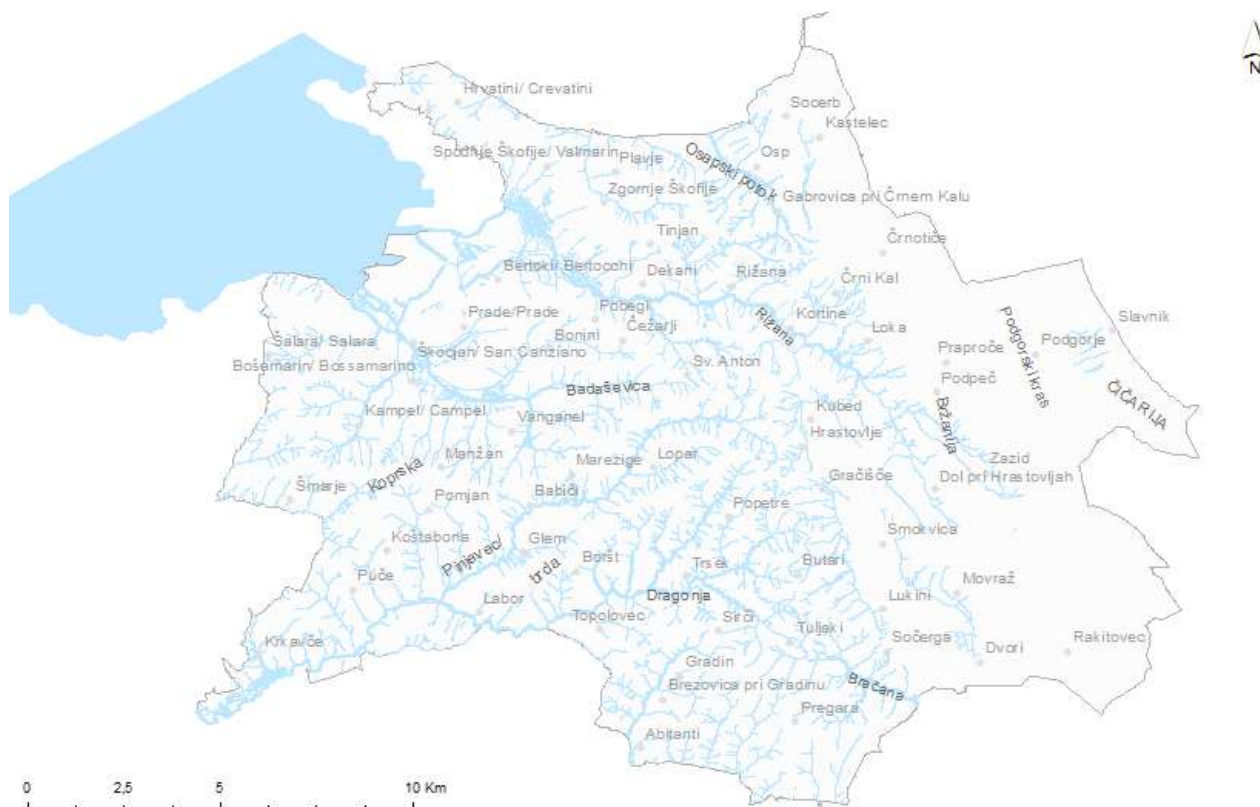 N
Hrvatini/ Crevatini
Socerb
Kastelec
Spodnje Škofije/ Valmarin
Plavje
Osapski potok
Osp
Zgornje Škofije
Gabrovica pri Črnem Kalu
Tinjan
Črnotiče
Bertoki/ Bertocchi
Dekani
Rižana
Črni Kal
Prade/Prade
Pobegi
Bonini
Čežarji
Rižana
Kortine
Loka
Podgorski kras
Podgorje
Slavnik
Šalara/ Salara
Škocjan/ San Canziano
Bošamarin/ Bossamarino
Sv. Anton
Praproče
Podpeč
ČIČARIJA
Badaševica
Kampel/ Campel
Vanganel
Kubed
Hrastovlje
Bržanija
Manžan
Marezige
Lopar
Zazid
Koprska
Gračišče
Dol pri Hrastovljah
Šmarje
Pomjan
Babiči
Popetre
Koštabona
Pinjevec/
Glem
Smokvica
Boršt
brda
Trsek
Butari
Puče
Movraž
Labor
Dragonja
Lukini
Topolovec
Sirči
Tuljaki
Krkavče
Sočerga
Dvori
Rakitovec
Gradin
Brezovica pri Gradinu
Bračana
Pregara
Abitanti
0 2,5 5 10 Km